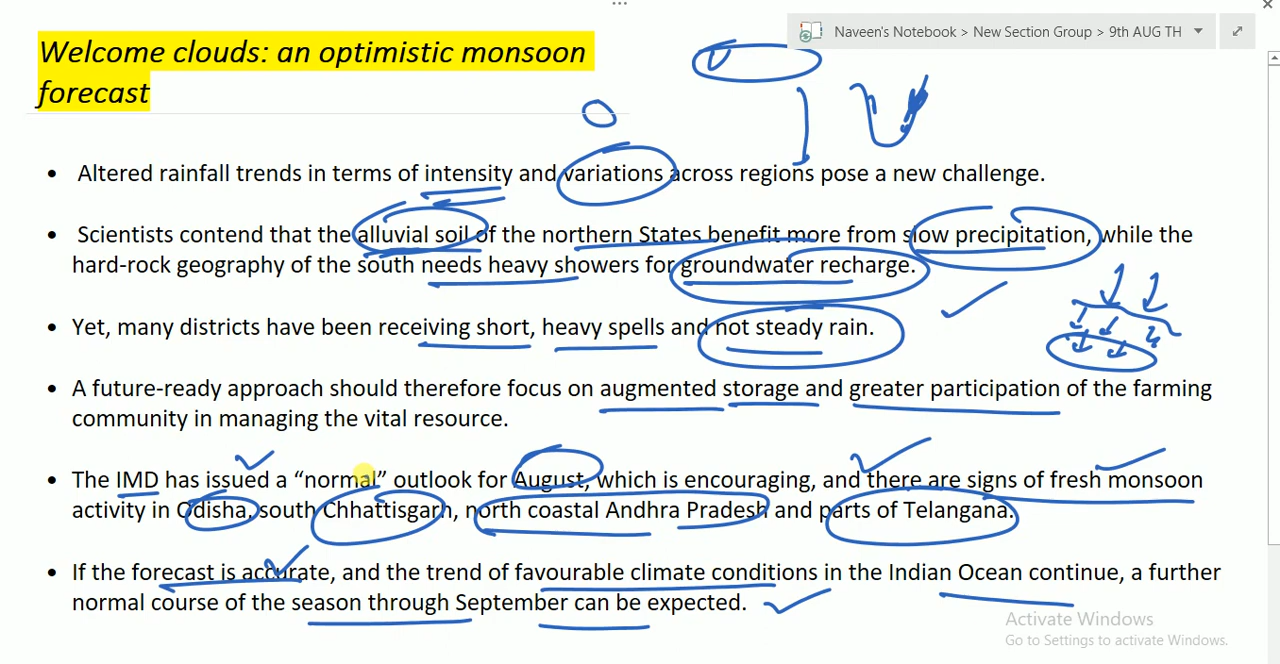 Naveen's Notebook > New Section Group > 9th AUG TH
Welcome clouds: an optimistic monsoon
forecast
• Altered rainfall trends in terms of intensity and variations across regions pose a new challenge.
• Scientists contend that the alluvial soil of the northern States benefit more from slow precipitation, while the
hard-rock geography of the south needs heavy showers for groundwater recharge.
• Yet, many districts have been receiving short, heavy spells and not steady rain.
• A future-ready approach should therefore focus on augmented storage and greater participation of the farming
community in managing the vital resource.
• The IMD has issued a “normal” outlook for August, which is encouraging, and there are signs of fresh monsoon
activity in Odisha, south Chhattisgarh, north coastal Andhra Pradesh and parts of Telangana.
• If the forecast is accurate, and the trend of favourable climate conditions in the Indian Ocean continue, a further
normal course of the season through September can be expected.
Activate Windows
Go to Settings to activate Windows.